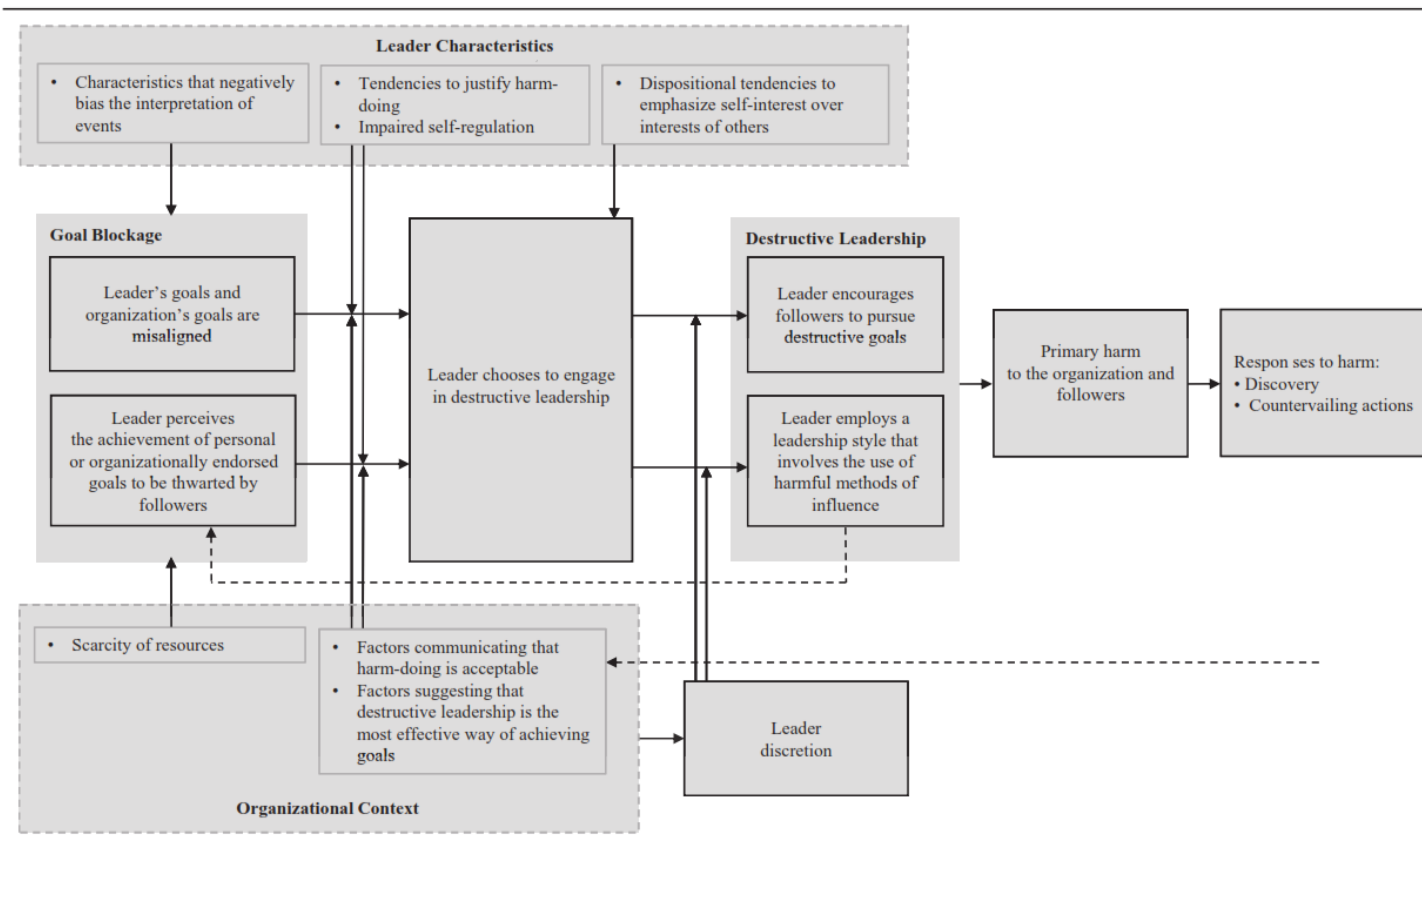 Leader Characteristics
• Characteristics that negatively
bias the interpretation of
events
• Tendencies to justify harm-
doing
• Impaired self-regulation
• Dispositional tendencies to
emphasize self-interest over
interests of others
Goal Blockage
Leader’s goals and
organization’s goals are
misaligned
Leader perceives
the achievement of personal
or organizationally endorsed
goals to be thwarted by
followers
Leader chooses to engage
in destructive leadership
Destructive Leadership
Leader encourages
followers to pursue
destructive goals
Leader employs a
leadership style that
involves the use of
harmful methods of
influence
Primary harm
to the organization and
followers
Respon ses to harm:
• Discovery
• Countervailing actions
• Scarcity of resources
• Factors communicating that
harm-doing is acceptable
• Factors suggesting that
destructive leadership is the
most effective way of achieving
goals
Organizational Context
Leader
discretion